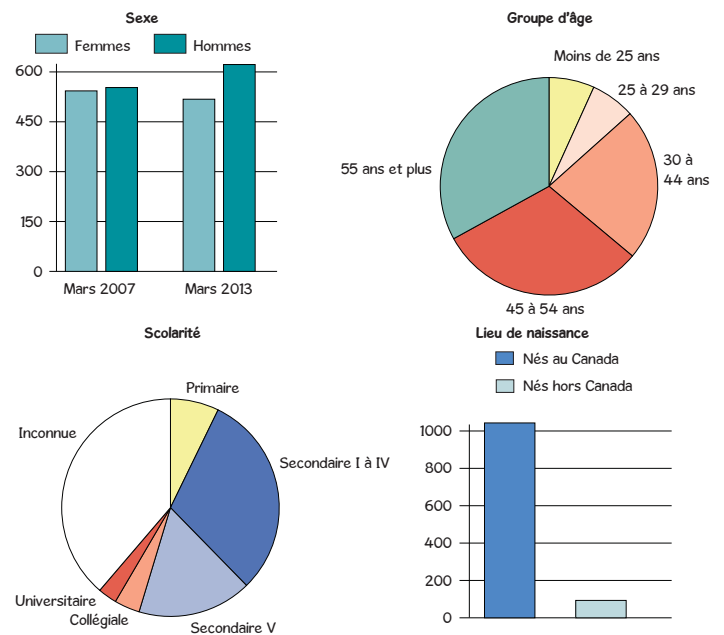 Sexe
Femmes
Hommes
600
450
300
150
0
Mars 2007
Mars 2013
Groupe d'âge
Moins de 25 ans
25 à 29 ans
30 à
44 ans
55 ans et plus
45 à 54 ans
Scolarité
Primaire
Inconnue
Secondaire I à IV
Universitaire
Collégiale
Secondaire V
Lieu de naissance
Nés au Canada
Nés hors Canada
1000
800
600
400
200
0